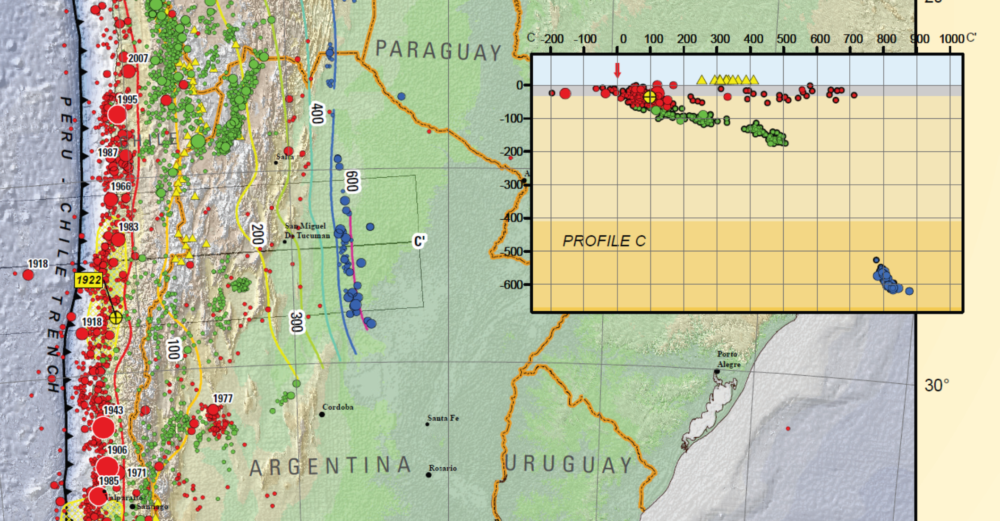 25°
C -200 -100 0 100 200 300 400 500 600 700 800 900 1000 C'
PARAGUAY
2007
0
PERU - CHILE TRENCH
1995
400
-100
CHILE
1987
Salta
-200
600
A
-300
1966
1983
San Miguel
De Tucuman
200
C'
-400
PROFILE C
-500
1918
1922
-600
1918
300
100
Porto
Alegre
30°
1977
Cordoba
1943
Santa Fe
1906
ARGENTINA
URUGUAY
1971
Rosario
1985
Valparaiso
Santiago